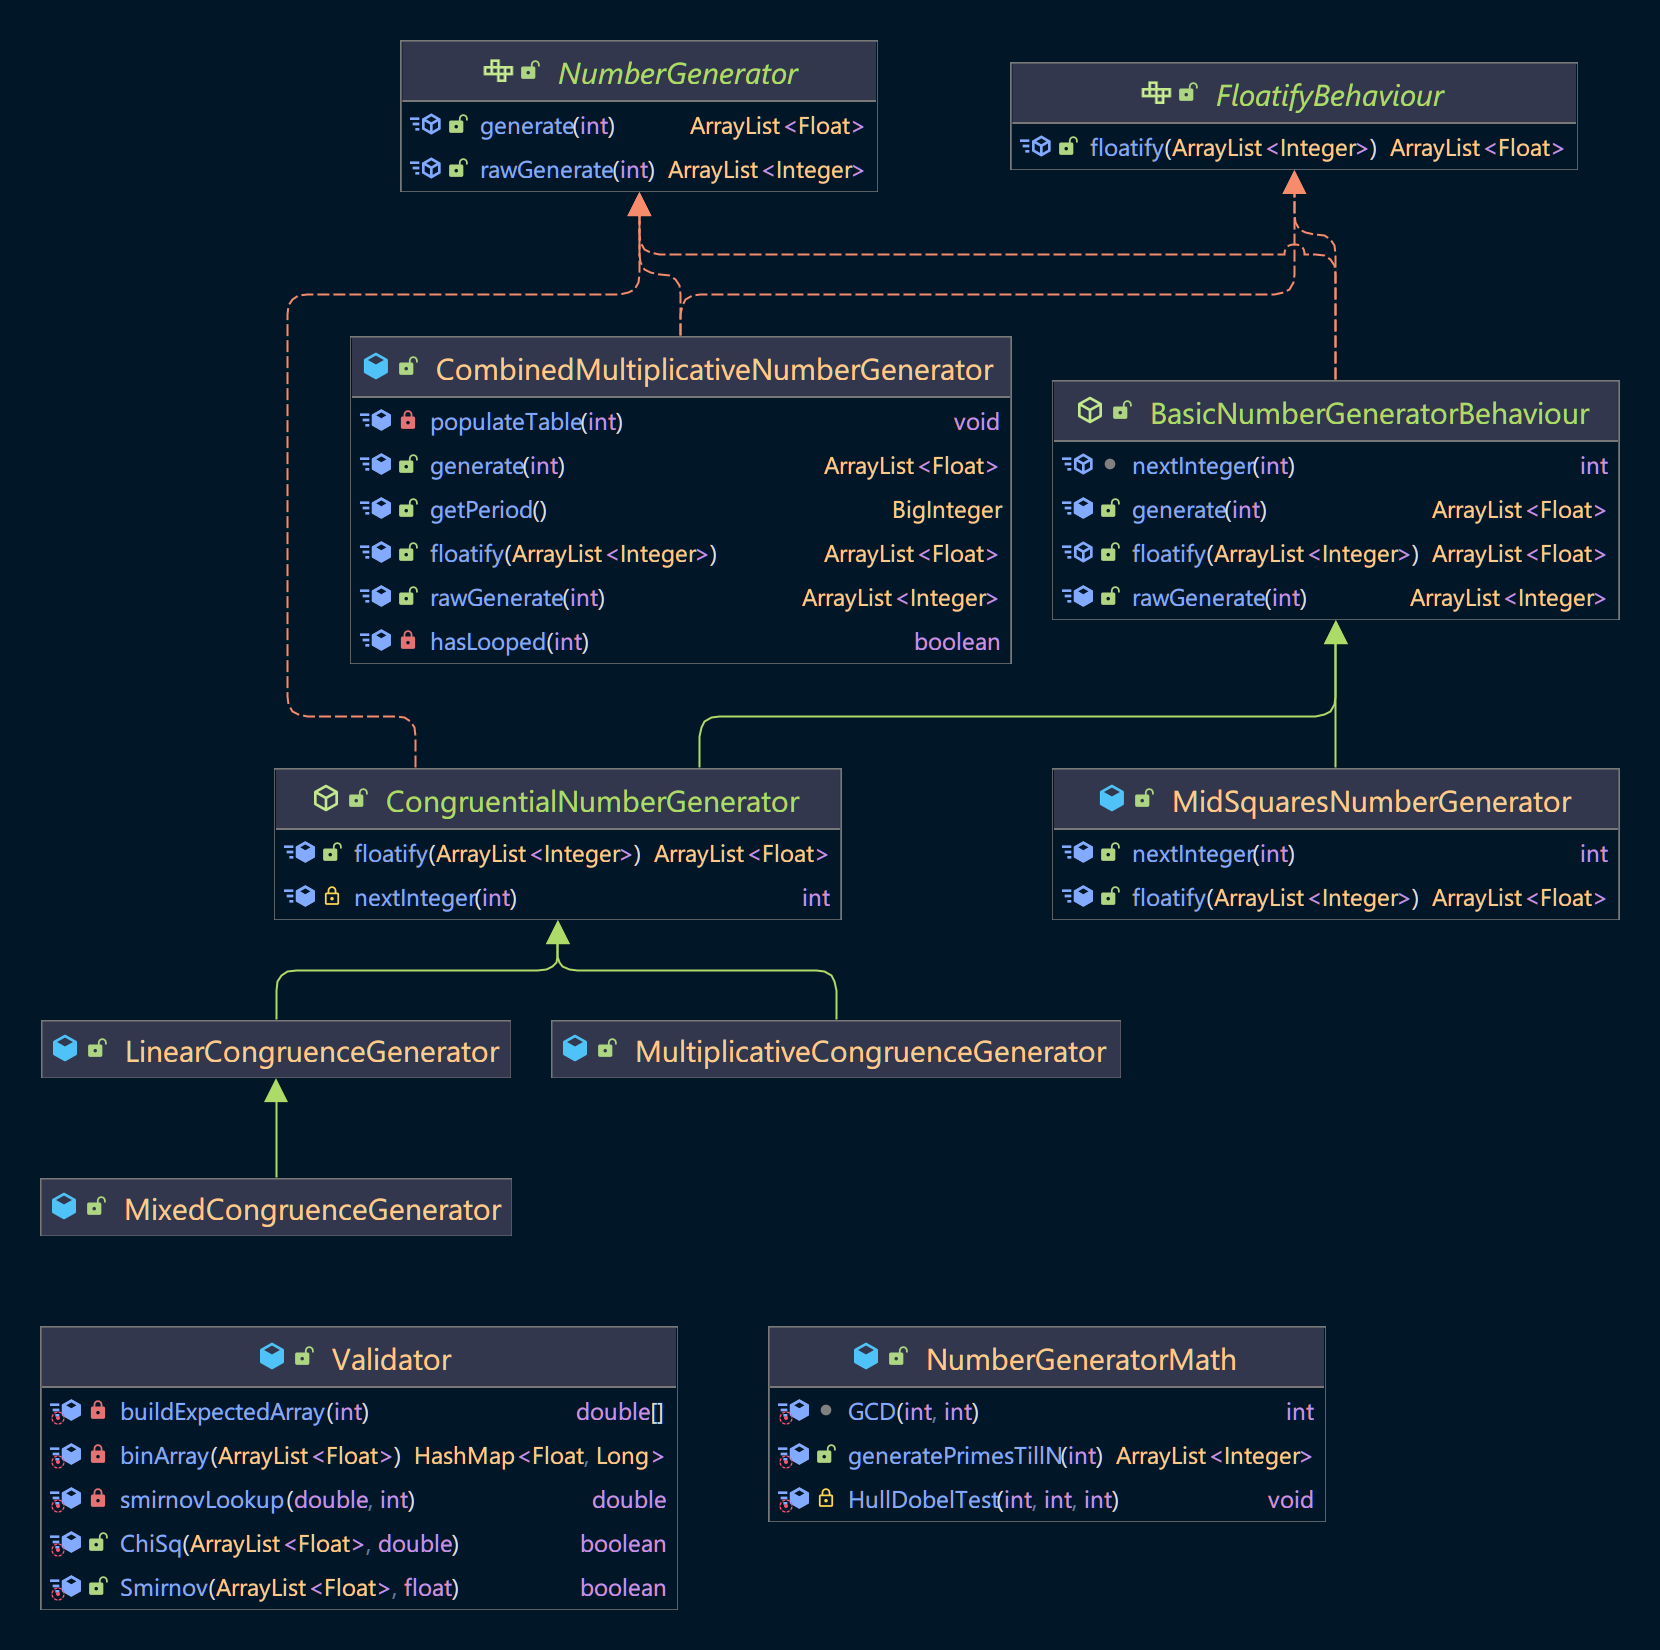 NumberGenerator
generate(int) ArrayList<Float>
rawGenerate(int) ArrayList<Integer>
FloatifyBehaviour
floatify(ArrayList<Integer>) ArrayList<Float>
CombinedMultiplicativeNumberGenerator
populateTable(int) void
generate(int) ArrayList<Float>
getPeriod() BigInteger
floatify(ArrayList<Integer>) ArrayList<Float>
rawGenerate(int) ArrayList<Integer>
hasLooped(int) boolean
BasicNumberGeneratorBehaviour
nextInteger(int) int
generate(int) ArrayList<Float>
floatify(ArrayList<Integer>) ArrayList<Float>
rawGenerate(int) ArrayList<Integer>
CongruentialNumberGenerator
floatify(ArrayList<Integer>) ArrayList<Float>
nextInteger(int) int
MidSquaresNumberGenerator
nextInteger(int) int
floatify(ArrayList<Integer>) ArrayList<Float>
LinearCongruenceGenerator
MultiplicativeCongruenceGenerator
MixedCongruenceGenerator
Validator
buildExpectedArray(int) double[]
binArray(ArrayList<Float>) HashMap<Float, Long>
smirnovLookup(double, int) double
ChiSq(ArrayList<Float>, double) boolean
Smirnov(ArrayList<Float>, float) boolean
NumberGeneratorMath
GCD(int, int) int
generatePrimesTillN(int) ArrayList<Integer>
HullDobelTest(int, int, int) void